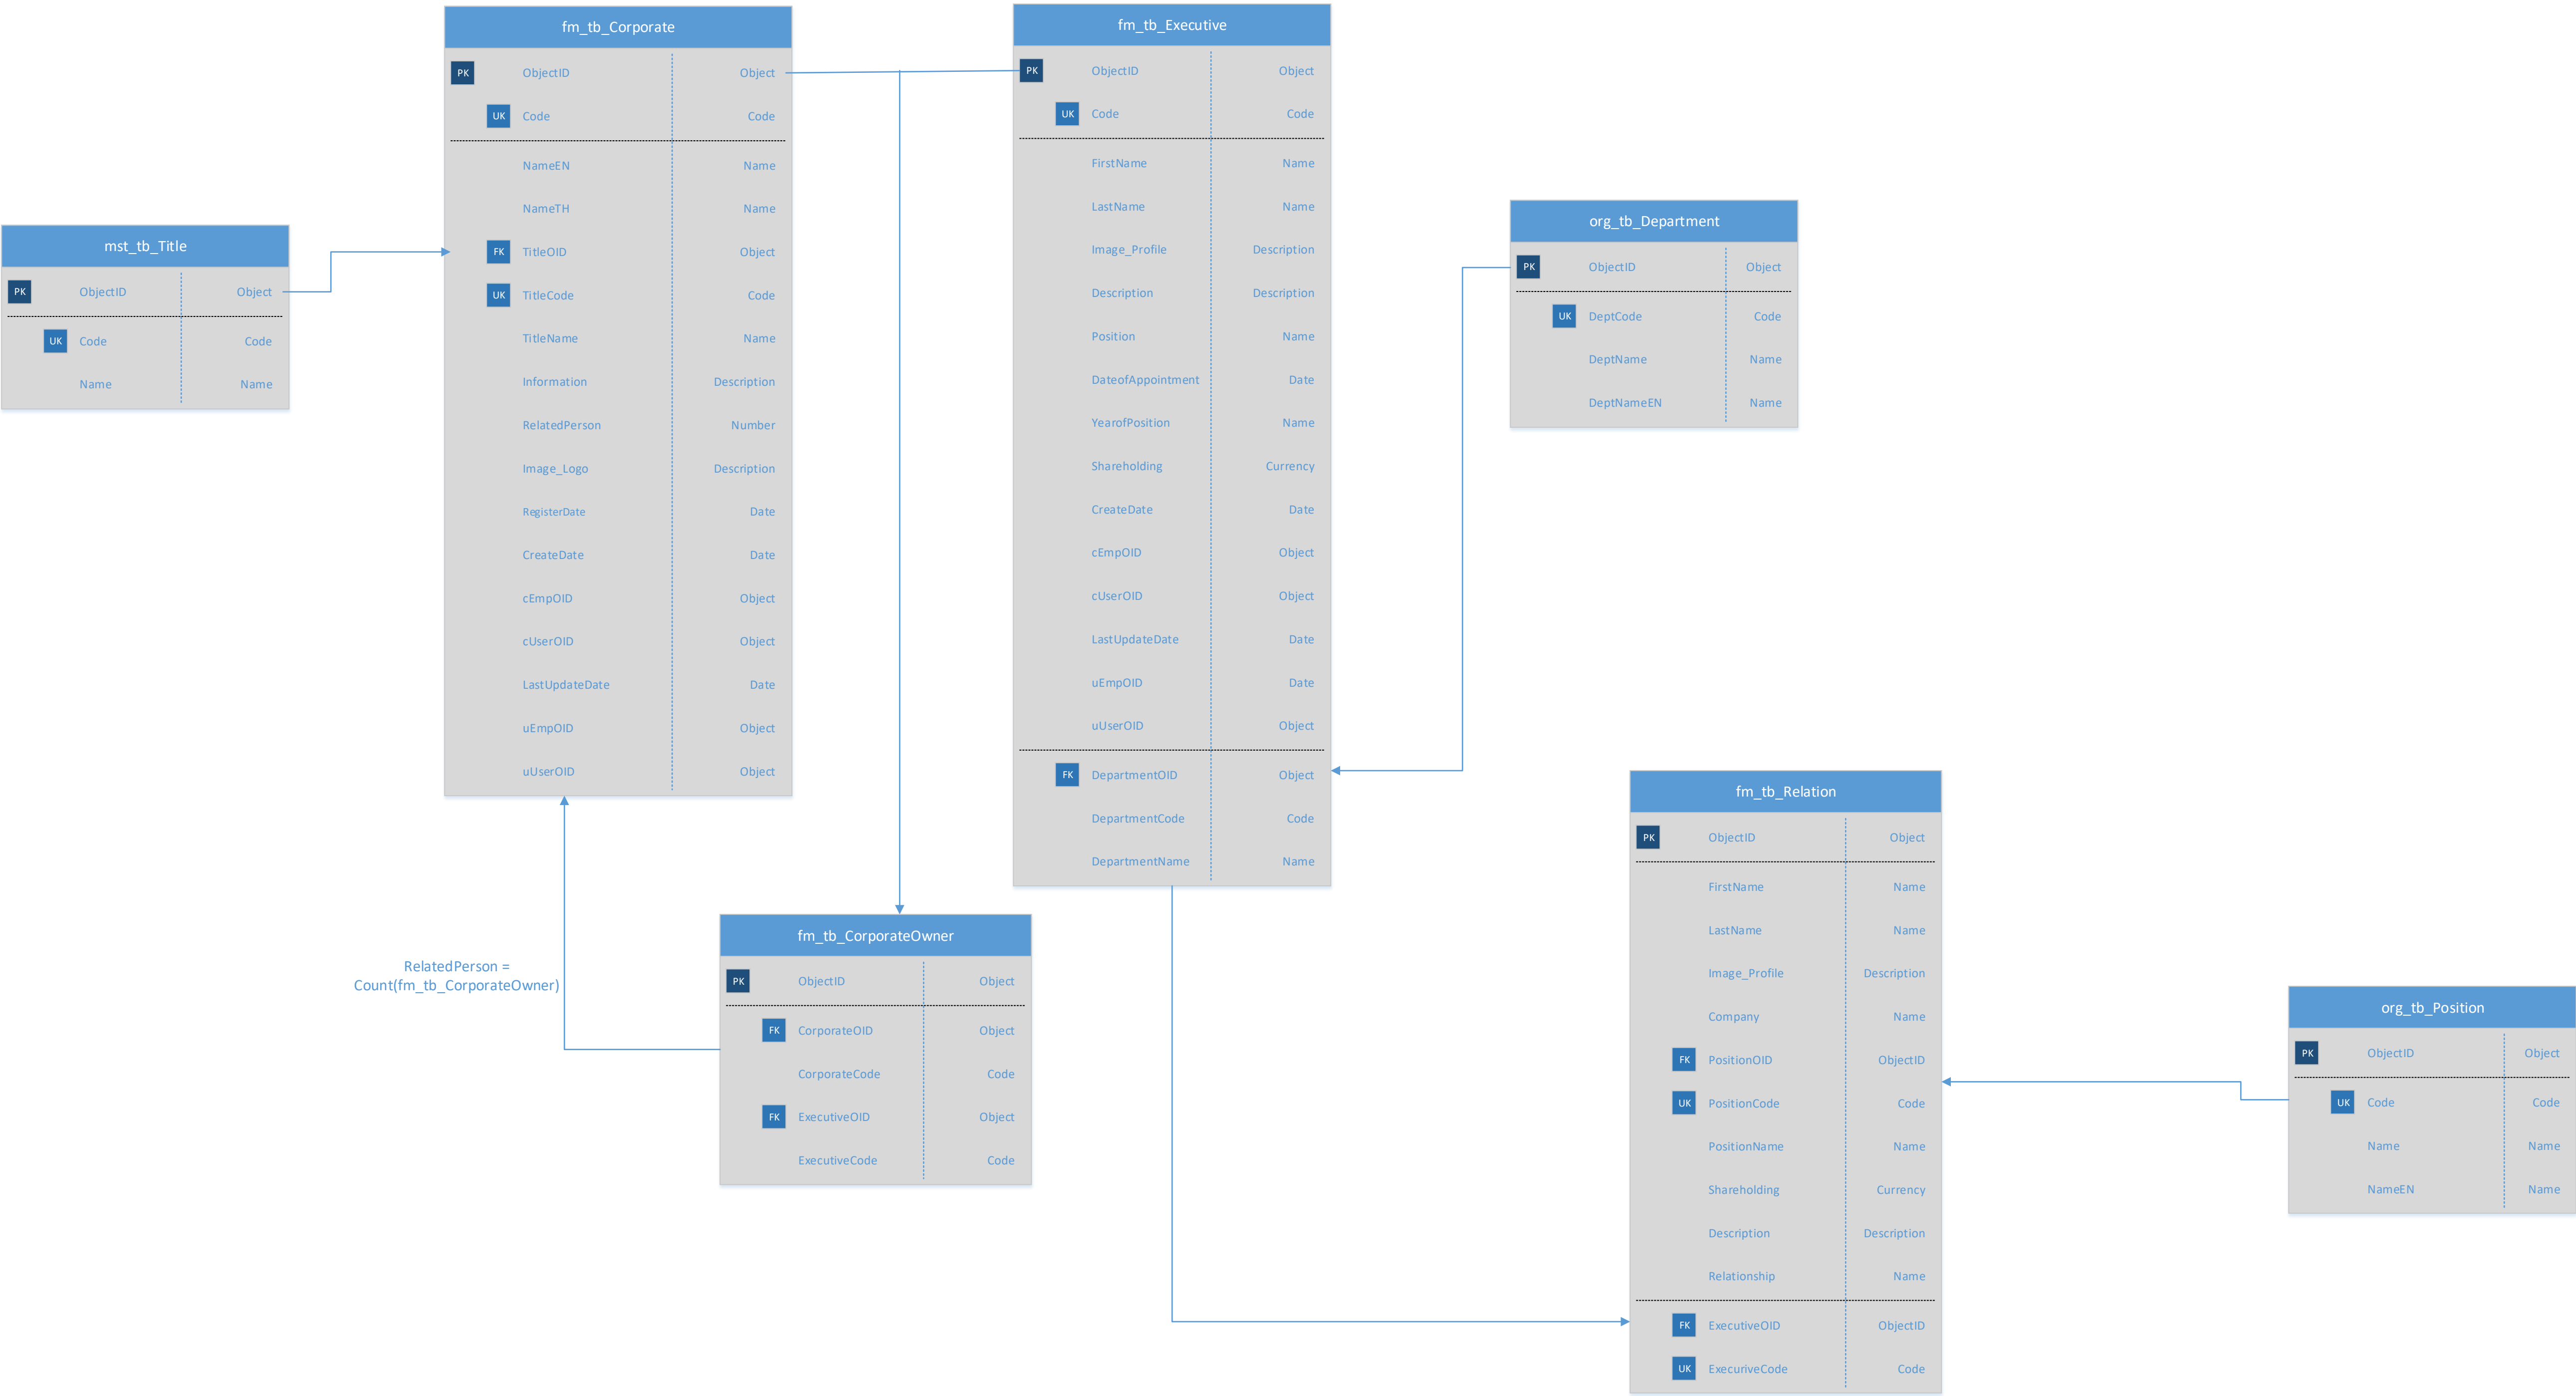 mst_tb_Title
PK ObjectID Object
UK Code Code
Name Name
fm_tb_Corporate
PK ObjectID Object
UK Code Code
NameEN Name
NameTH Name
FK TitleOID Object
UK TitleCode Code
TitleName Name
Information Description
RelatedPerson Number
Image_Logo Description
RegisterDate Date
CreateDate Date
cEmpOID Object
cUserOID Object
LastUpdateDate Date
uEmpOID Object
uUserOID Object
fm_tb_Executive
PK ObjectID Object
UK Code Code
FirstName Name
LastName Name
Image_Profile Description
Description Description
Position Name
DateofAppointment Date
YearofPosition Name
Shareholding Currency
CreateDate Date
cEmpOID Object
cUserOID Object
LastUpdateDate Date
uEmpOID Date
uUserOID Object
FK DepartmentOID Object
DepartmentCode Code
DepartmentName Name
org_tb_Department
PK ObjectID Object
UK DeptCode Code
DeptName Name
DeptNameEN Name
RelatedPerson =
Count(fm_tb_CorporateOwner)
fm_tb_CorporateOwner
PK ObjectID Object
FK CorporateOID Object
CorporateCode Code
FK ExecutiveOID Object
ExecutiveCode Code
fm_tb_Relation
PK ObjectID Object
FirstName Name
LastName Name
Image_Profile Description
Company Name
FK PositionOID ObjectID
UK PositionCode Code
PositionName Name
Shareholding Currency
Description Description
Relationship Name
FK ExecutiveOID ObjectID
UK ExecuriveCode Code
org_tb_Position
PK ObjectID Object
UK Code Code
Name Name
NameEN Name